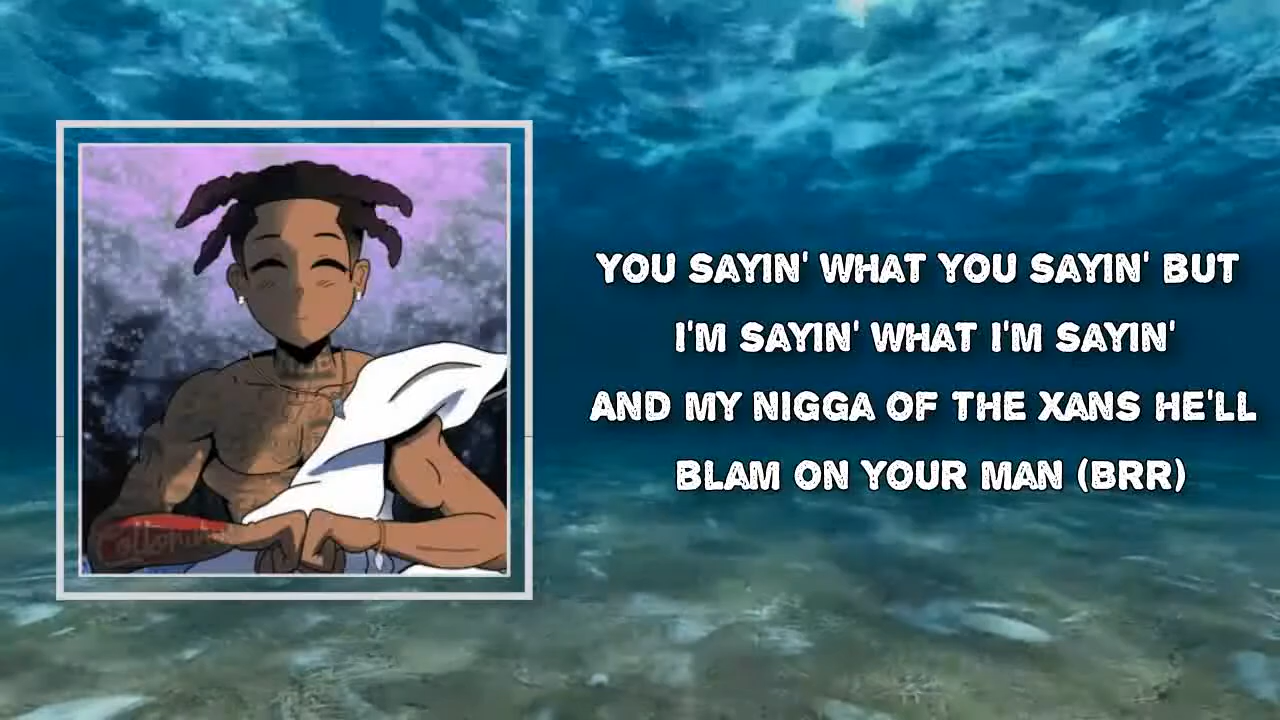 YOU SAYIN' WHAT YOU SAYIN' BUT
I'M SAYIN' WHAT I'M SAYIN'
AND MY NIGGA OF THE XANS HE'LL
BLAM ON YOUR MAN (BRR)